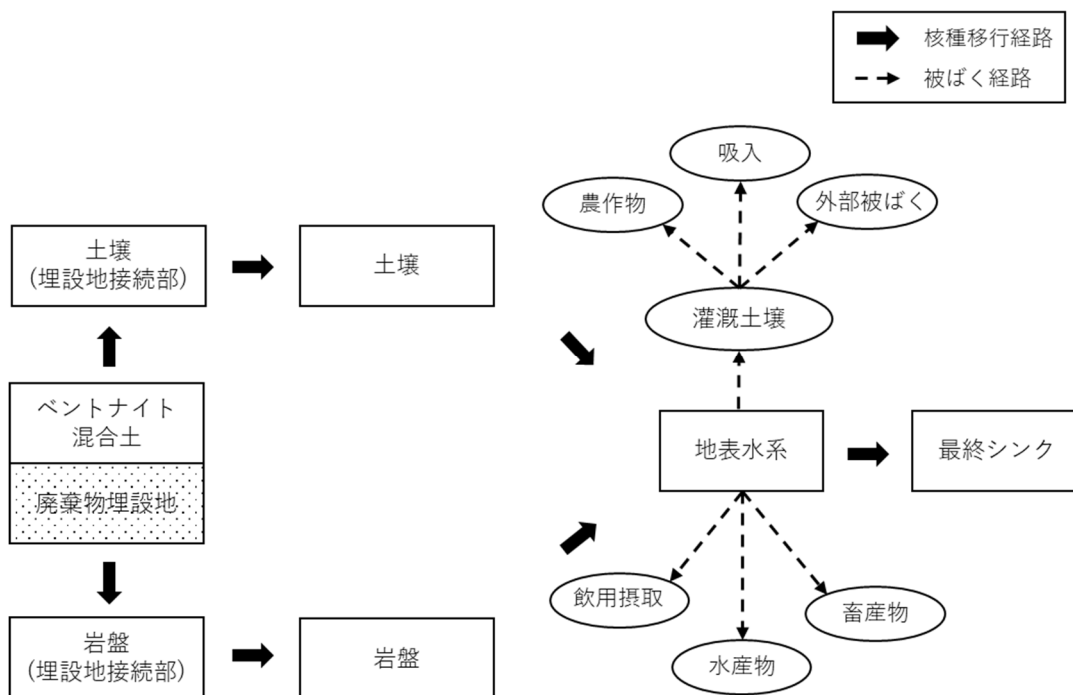 核種移行経路
被ばく経路
吸入
農作物
外部被ばく
土壌
(埋設地接続部)
土壌
灌漑土壌
ベントナイト
混合土
地表水系
最終シンク
廃棄物埋設地
飲用摂取
畜産物
水産物
岩盤
(埋設地接続部)
岩盤